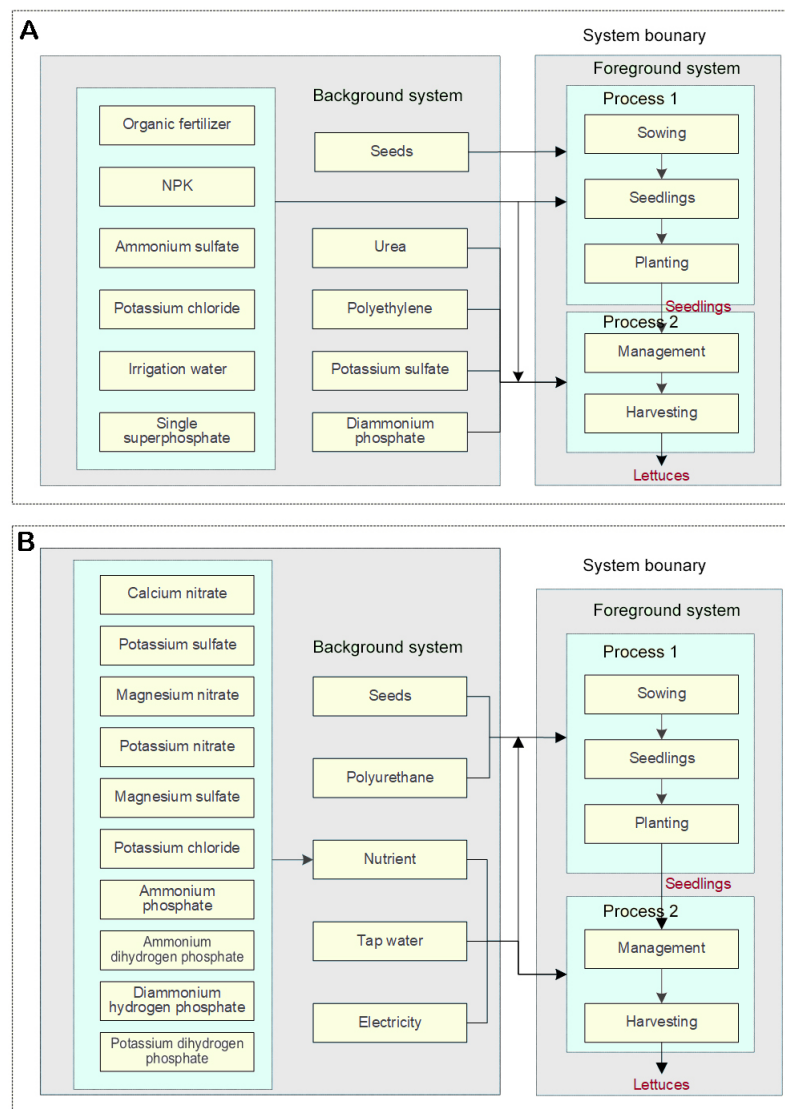 A
System bounary
Background system
Foreground system
Organic fertilizer
NPK
Ammonium sulfate
Potassium chloride
Irrigation water
Single
superphosphate
Seeds
Urea
Polyethylene
Potassium sulfate
Diammonium
phosphate
Process 1
Sowing
Seedlings
Planting
Seedlings
Process 2
Management
Harvesting
Lettuces
B
System bounary
Background system
Foreground system
Calcium nitrate
Potassium sulfate
Magnesium nitrate
Potassium nitrate
Magnesium sulfate
Potassium chloride
Ammonium
phosphate
Ammonium
dihydrogen phosphate
Diammonium
hydrogen phosphate
Potassium dihydrogen
phosphate
Seeds
Polyurethane
Nutrient
Tap water
Electricity
Process 1
Sowing
Seedlings
Planting
Seedlings
Process 2
Management
Harvesting
Lettuces